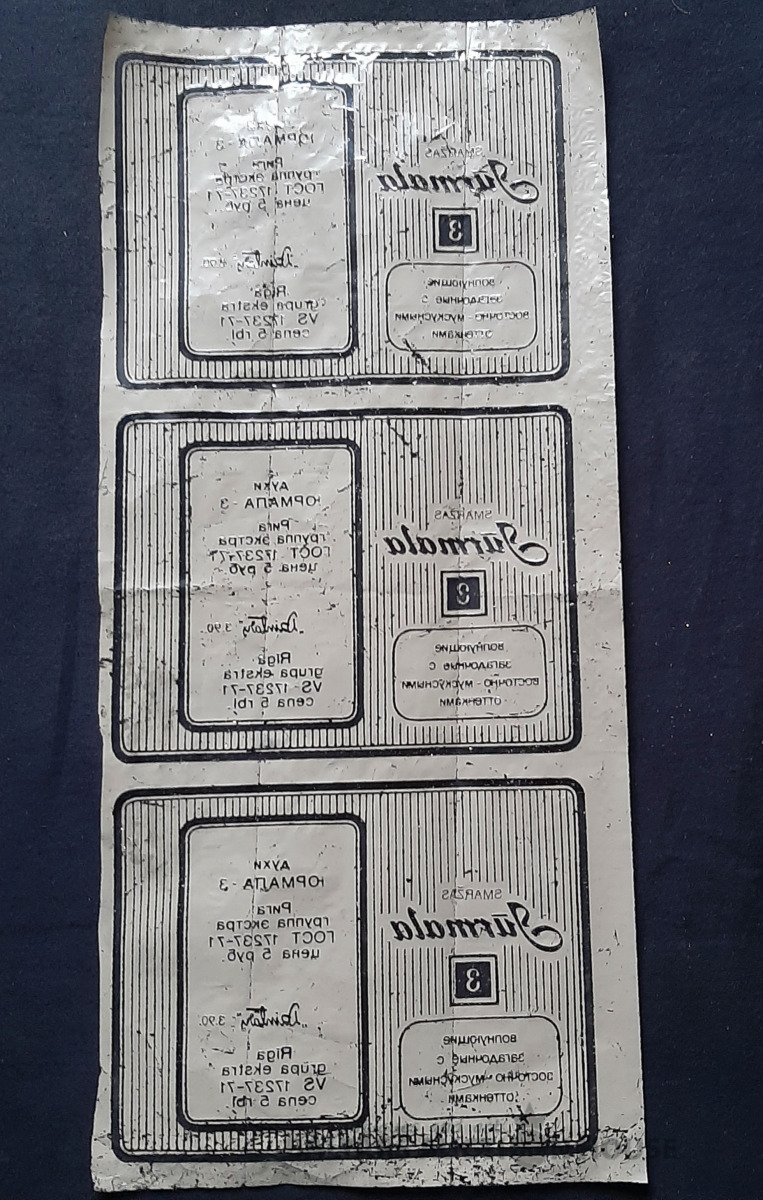 SMARŽAS
Jūrmala
3
волнующие
загадочные с
восточно - мускусными
оттенками
ЮРМАЛА - 3
Рига
группа экстра
ГОСТ 17237-71
цена 5 руб.
„Dzintars"
Rīga
grupa ekstra
VS 17237-71
cena 5 rbl
SMARŽAS
Jūrmala
3
волнующие
загадочные с
восточно - мускусными
оттенками
духи
ЮРМАЛА - 3
Рига
группа экстра
ГОСТ 17237-71
цена 5 руб.
„Dzintars" 3.90.
Rīga
grupa ekstra
VS 17237-71
cena 5 rbl
SMARŽAS
Jūrmala
3
волнующие
загадочные с
восточно - мускусными
оттенками
духи
ЮРМАЛА - 3
Рига
группа экстра
ГОСТ 17237-71
цена 5 руб.
„Dzintars" 3.90.
Rīga
grupa ekstra
VS 17237-71
cena 5 rbl